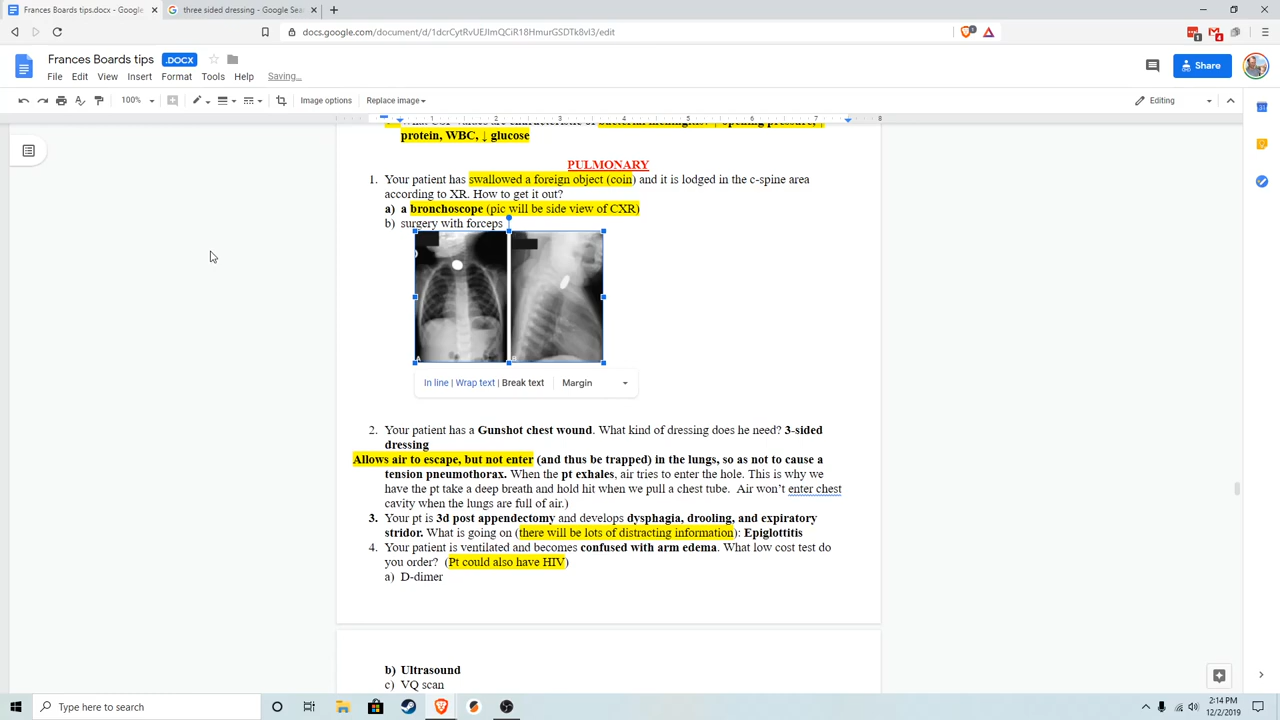 Frances Boards tips.docx - Google
three sided dressing - Google Sea
docs.google.com/document/d/1dcrCytRvUEJlmQCiR18HmurGSDTk8vI3/edit
Frances Boards tips .DOCX
File Edit View Insert Format Tools Help Saving...
Share
100% Image options Replace image Editing
1 2 3 4 5 6 7 8
protein, WBC, ↓ glucose
PULMONARY
1. Your patient has swallowed a foreign object (coin) and it is lodged in the c-spine area
according to XR. How to get it out?
a) a bronchoscope (pic will be side view of CXR)
b) surgery with forceps
In line | Wrap text | Break text Margin
2. Your patient has a Gunshot chest wound. What kind of dressing does he need? 3-sided
dressing
Allows air to escape, but not enter (and thus be trapped) in the lungs, so as not to cause a
tension pneumothorax. When the pt exhales, air tries to enter the hole. This is why we
have the pt take a deep breath and hold hit when we pull a chest tube. Air won't enter chest
cavity when the lungs are full of air.)
3. Your pt is 3d post appendectomy and develops dysphagia, drooling, and expiratory
stridor. What is going on (there will be lots of distracting information): Epiglottitis
4. Your patient is ventilated and becomes confused with arm edema. What low cost test do
you order? (Pt could also have HIV)
a) D-dimer
b) Ultrasound
c) VQ scan
Type here to search
2:14 PM
12/2/2019